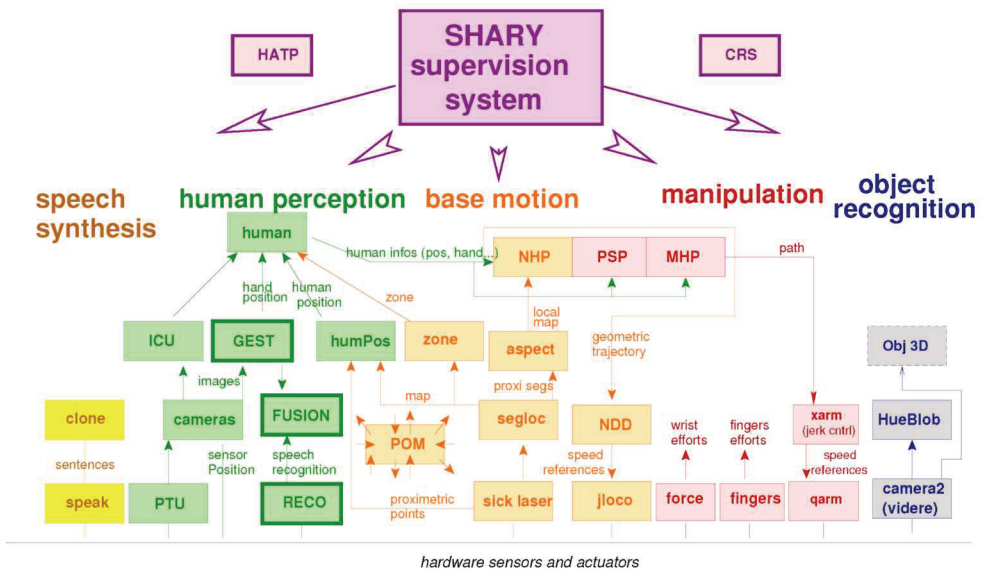 HATP
SHARY
supervision
system
CRS
speech
synthesis
human perception
base motion
manipulation
object
recognition
human
human infos (pos, hand...)
NHP
PSP
MHP
path
hand
position
human
position
zone
local
map
geometric
trajectory
ICU
GEST
humPos
zone
aspect
Obj 3D
images
map
proxi segs
clone
cameras
FUSION
POM
segloc
NDD
wrist
efforts
fingers
efforts
xarm
(jerk cntrl)
HueBlob
sentences
sensor
Position
speech
recognition
speed
references
speed
references
speak
PTU
RECO
proximetric
points
sick laser
jloco
force
fingers
qarm
camera2
(videre)
hardware sensors and actuators